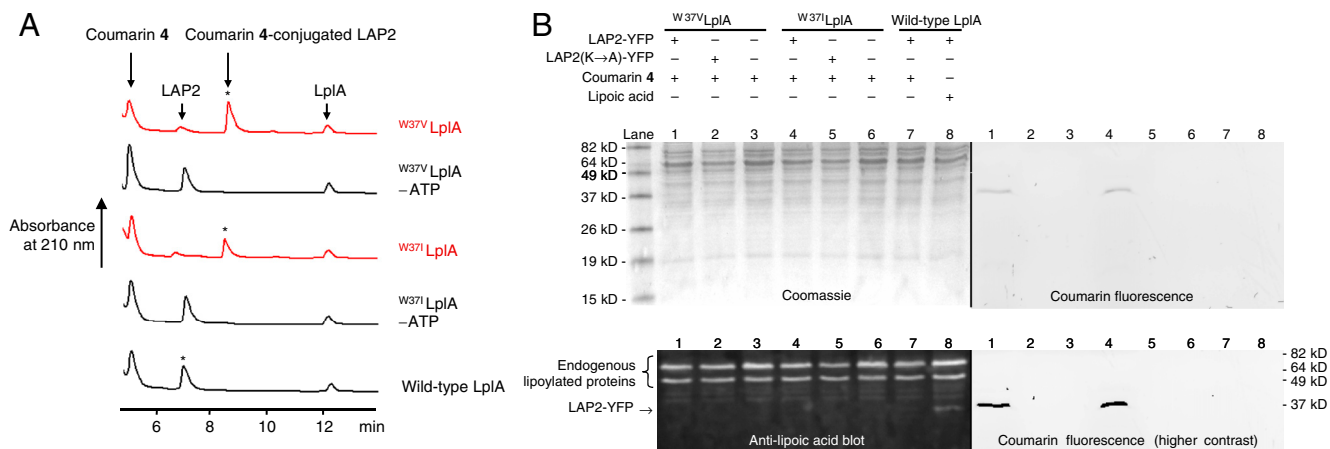 A
Coumarin 4 Coumarin 4-conjugated LAP2
LAP2 * LplA
W37V LplA
W37V LplA
–ATP
Absorbance
at 210 nm
*
W37I LplA
W37I LplA
–ATP
*
Wild-type LplA
6 8 10 12 min
B
W37V LplA W37I LplA Wild-type LplA
LAP2-YFP + – – + – – + +
LAP2(K→A)-YFP – + – – + – – –
Coumarin 4 + + + + + + + –
Lipoic acid – – – – – – – +
Lane 1 2 3 4 5 6 7 8 1 2 3 4 5 6 7 8
82 kD -
64 kD -
49 kD -
37 kD -
26 kD -
19 kD -
15 kD -
Coomassie Coumarin fluorescence
1 2 3 4 5 6 7 8 1 2 3 4 5 6 7 8
Endogenous
lipoylated proteins
LAP2-YFP →
- 82 kD
- 64 kD
- 49 kD
- 37 kD
Anti-lipoic acid blot Coumarin fluorescence (higher contrast)